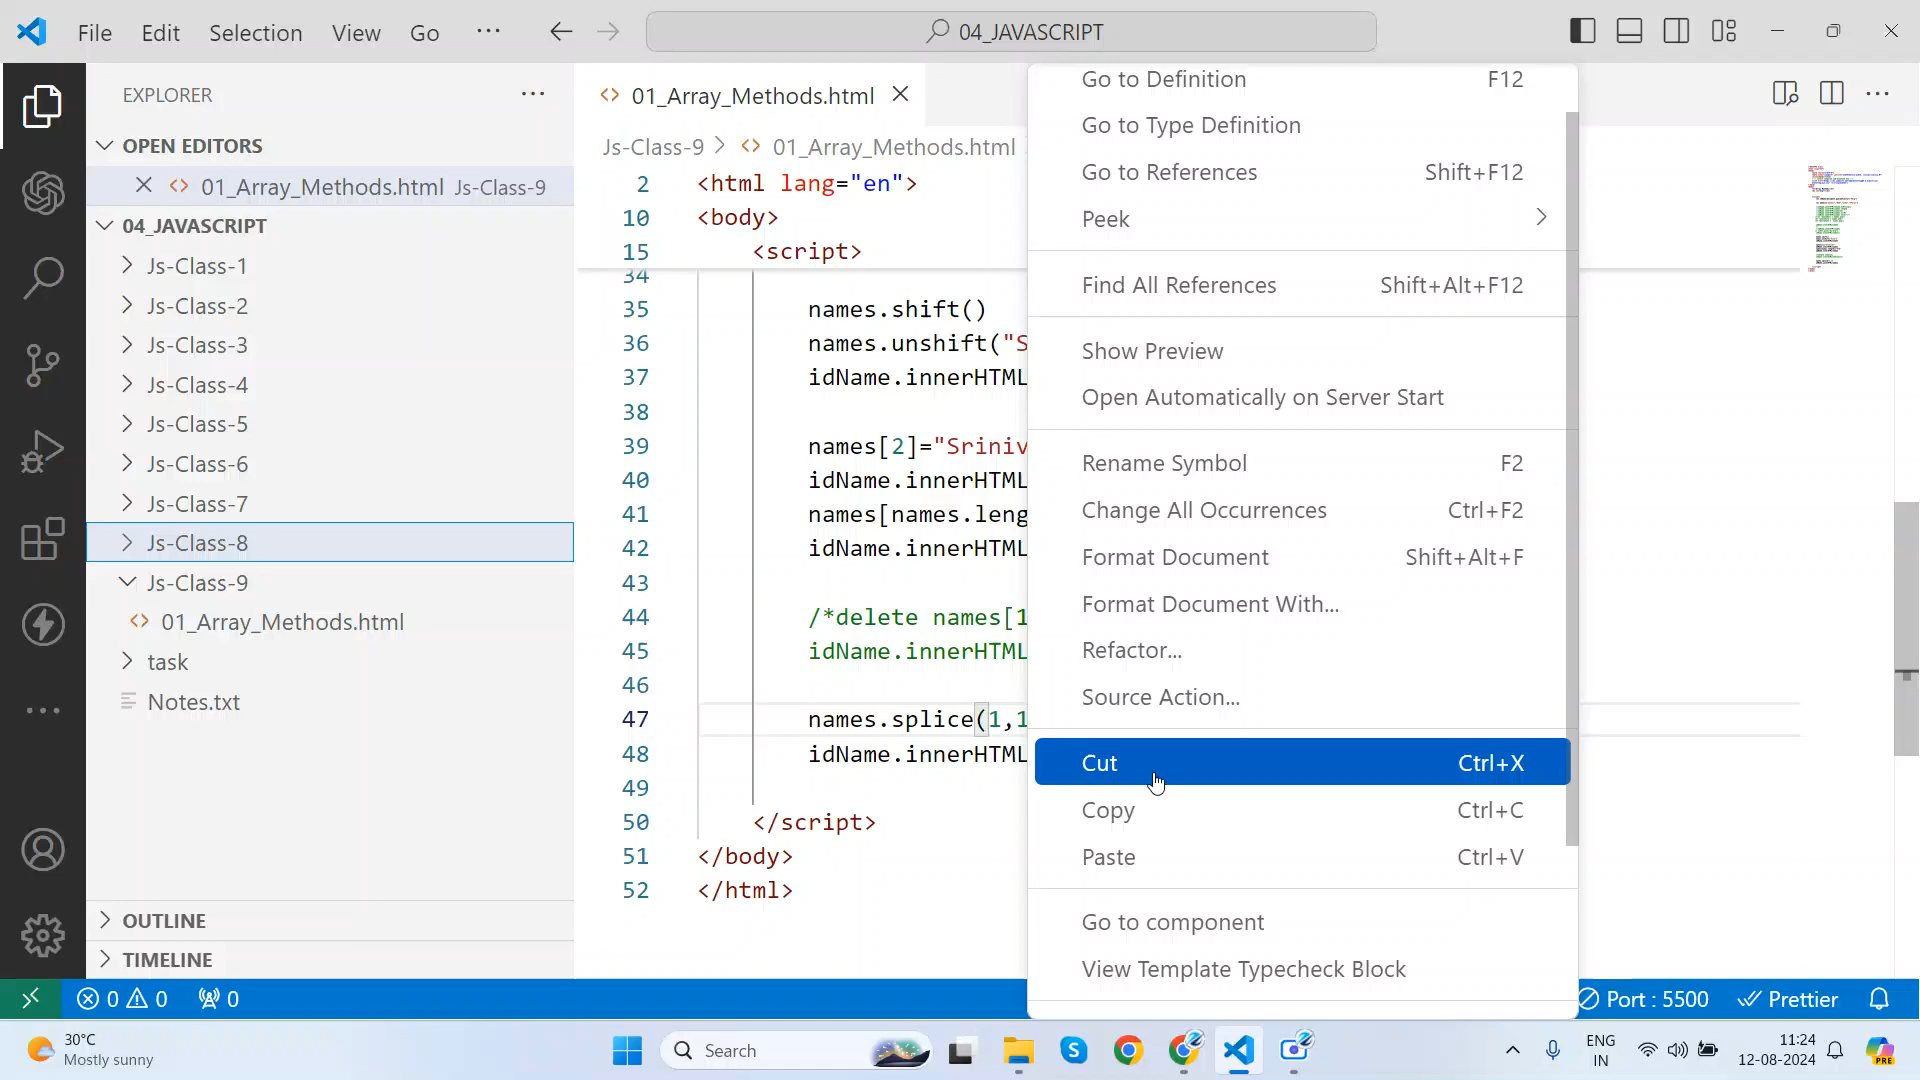 File Edit Selection View Go ···
04_JAVASCRIPT
EXPLORER
OPEN EDITORS
01_Array_Methods.html Js-Class-9
04_JAVASCRIPT
Js-Class-1
Js-Class-2
Js-Class-3
Js-Class-4
Js-Class-5
Js-Class-6
Js-Class-7
Js-Class-8
Js-Class-9
01_Array_Methods.html
task
Notes.txt
OUTLINE
TIMELINE
01_Array_Methods.html
Js-Class-9 > 01_Array_Methods.html
2 <html lang="en">
10 <body>
15 <script>
34
35 names.shift()
36 names.unshift("S
37 idName.innerHTML
38
39 names[2]="Sriniv
40 idName.innerHTML
41 names[names.leng
42 idName.innerHTML
43
44 /*delete names[1
45 idName.innerHTML
46
47 names.splice(1,1
48 idName.innerHTML
49
50 </script>
51 </body>
52 </html>
Go to Definition F12
Go to Type Definition
Go to References Shift+F12
Peek
Find All References Shift+Alt+F12
Show Preview
Open Automatically on Server Start
Rename Symbol F2
Change All Occurrences Ctrl+F2
Format Document Shift+Alt+F
Format Document With...
Refactor...
Source Action...
Cut Ctrl+X
Copy Ctrl+C
Paste Ctrl+V
Go to component
View Template Typecheck Block
0 0 0
Port : 5500 Prettier
30°C
Mostly sunny
Search
ENG
IN
11:24
12-08-2024
PRE